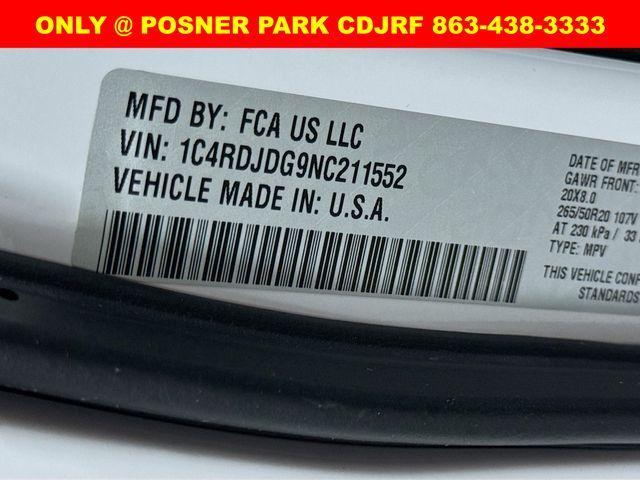 ONLY @ POSNER PARK CDJRF 863-438-3333
MFD BY: FCA US LLC
VIN: 1C4RDJDG9NC211552
VEHICLE MADE IN: U.S.A.
DATE OF MFR
GAWR FRONT:
20X8.0
265/50R20 107V
AT 230 kPa / 33
TYPE: MPV
THIS VEHICLE CONF
STANDARDS